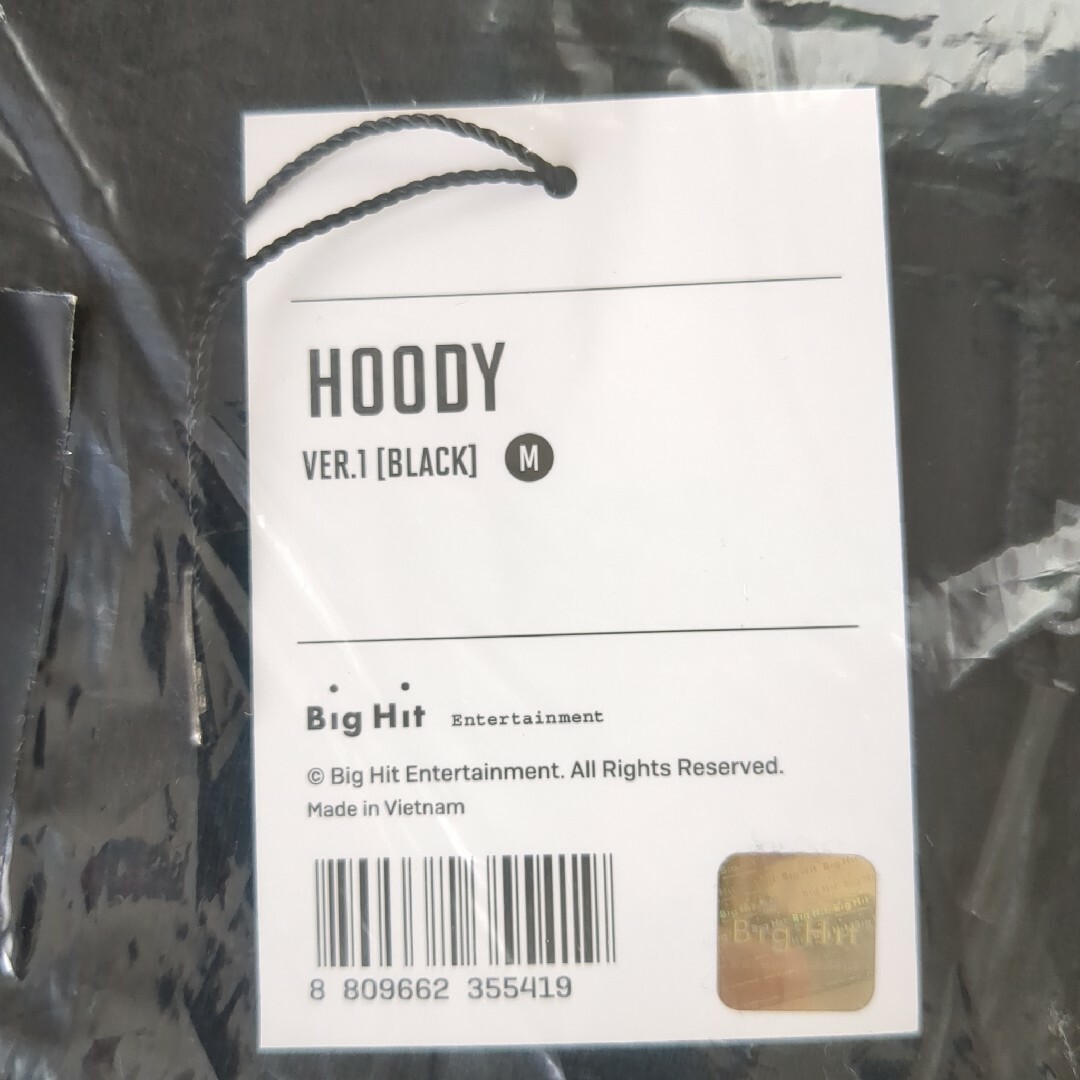 HOODY
VER.1 [BLACK] M
Big Hit Entertainment
© Big Hit Entertainment. All Rights Reserved.
Made in Vietnam
8 809662 355419
Big Hit